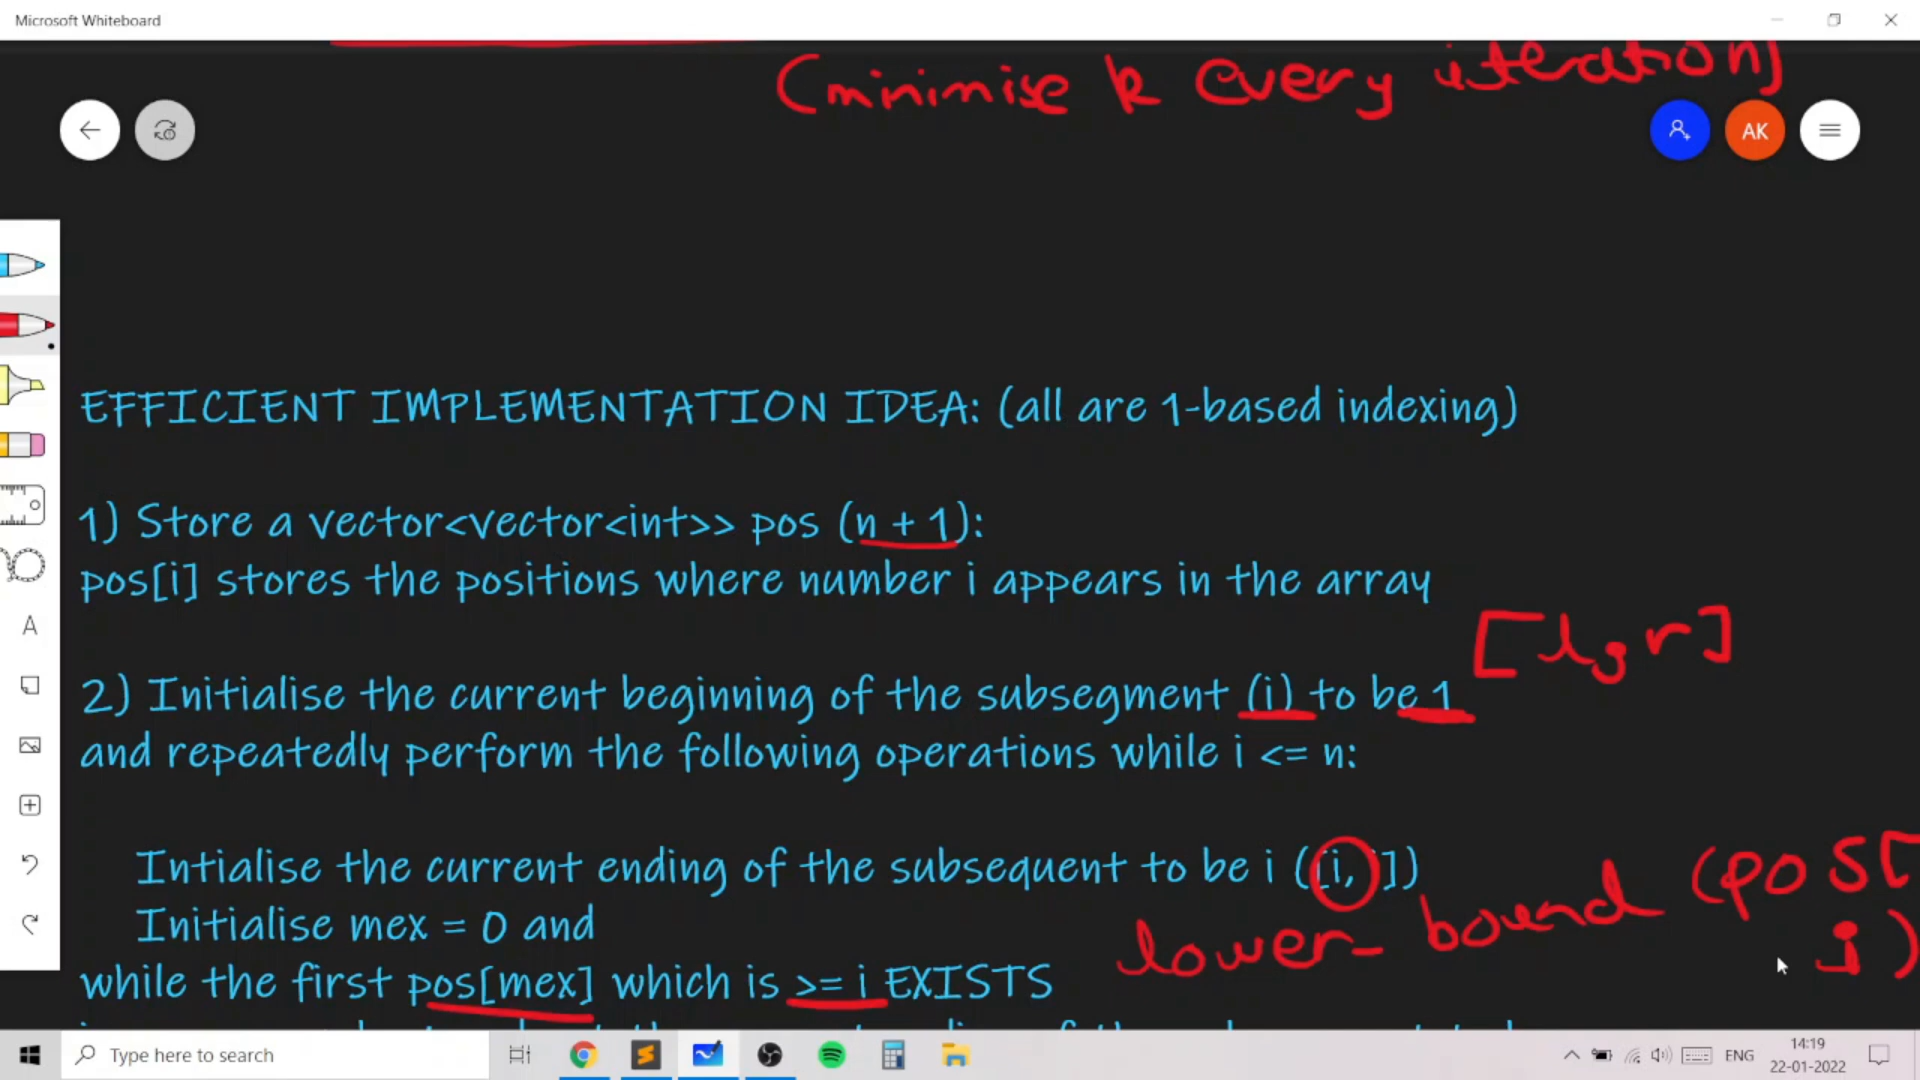 Microsoft Whiteboard
(minimise k every iteration)
AK
EFFICIENT IMPLEMENTATION IDEA: (all are 1-based indexing)
1) Store a vector<vector<int>> pos (n + 1):
pos[i] stores the positions where number i appears in the array
[l, r]
2) Initialise the current beginning of the subsegment (i) to be 1
and repeatedly perform the following operations while i <= n:
Intialise the current ending of the subsequent to be i ([i, ])
Initialise mex = 0 and
lower_bound (pos[
i)
while the first pos[mex] which is >= i EXISTS
A
Type here to search
ENG
14:19
22-01-2022